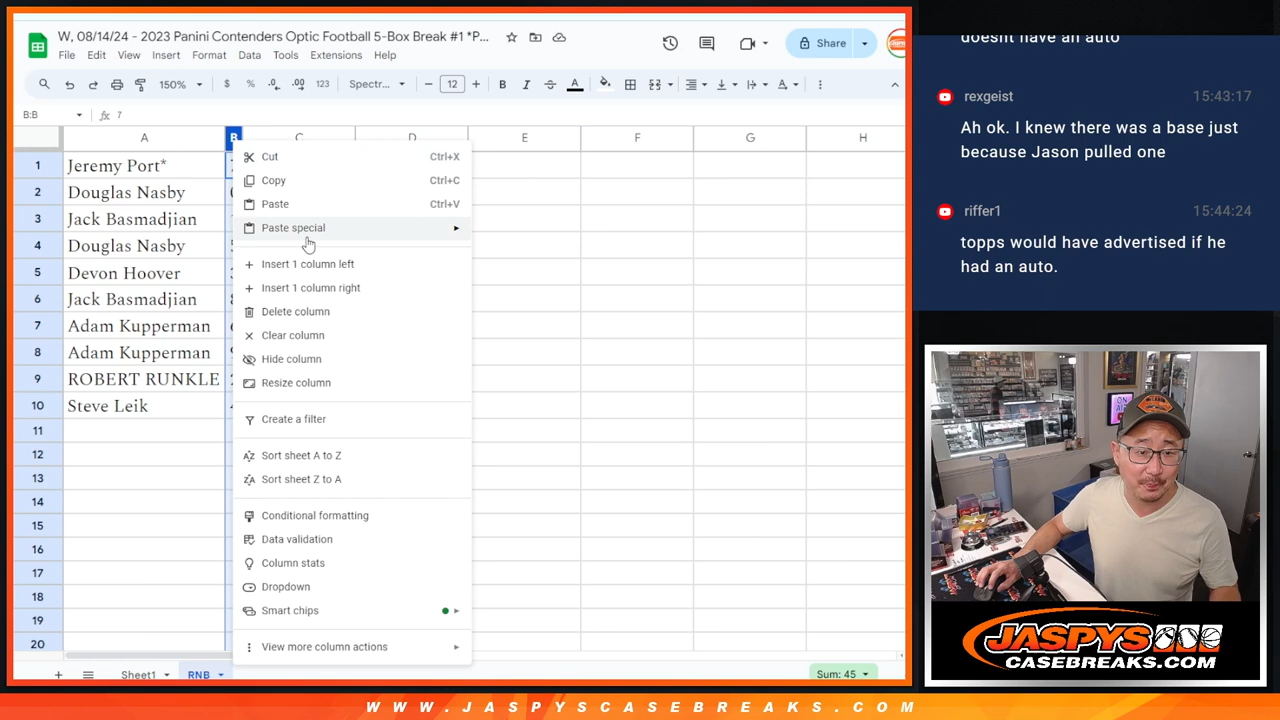 W, 08/14/24 - 2023 Panini Contenders Optic Football 5-Box Break #1 *P...
File Edit View Insert Format Data Tools Extensions Help
Share
150% $ % .0 .00 123 Spectr... 12 B I S A
B:B fx 7
A B C D E F G H
1 Jeremy Port*
2 Douglas Nasby
3 Jack Basmadjian
4 Douglas Nasby
5 Devon Hoover
6 Jack Basmadjian
7 Adam Kupperman
8 Adam Kupperman
9 ROBERT RUNKLE
10 Steve Leik
11
12
13
14
15
16
17
18
19
20
Cut Ctrl+X
Copy Ctrl+C
Paste Ctrl+V
Paste special
Insert 1 column left
Insert 1 column right
Delete column
Clear column
Hide column
Resize column
Create a filter
Sort sheet A to Z
Sort sheet Z to A
Conditional formatting
Data validation
Column stats
Dropdown
Smart chips
View more column actions
Sheet1 RNB Sum: 45
doesnt have an auto
rexgeist 15:43:17
Ah ok. I knew there was a base just
because Jason pulled one
riffer1 15:44:24
topps would have advertised if he
had an auto.
ON
JASPYS
CASEBREAKS.COM
WWW.JASPYSCASEBREAKS.COM